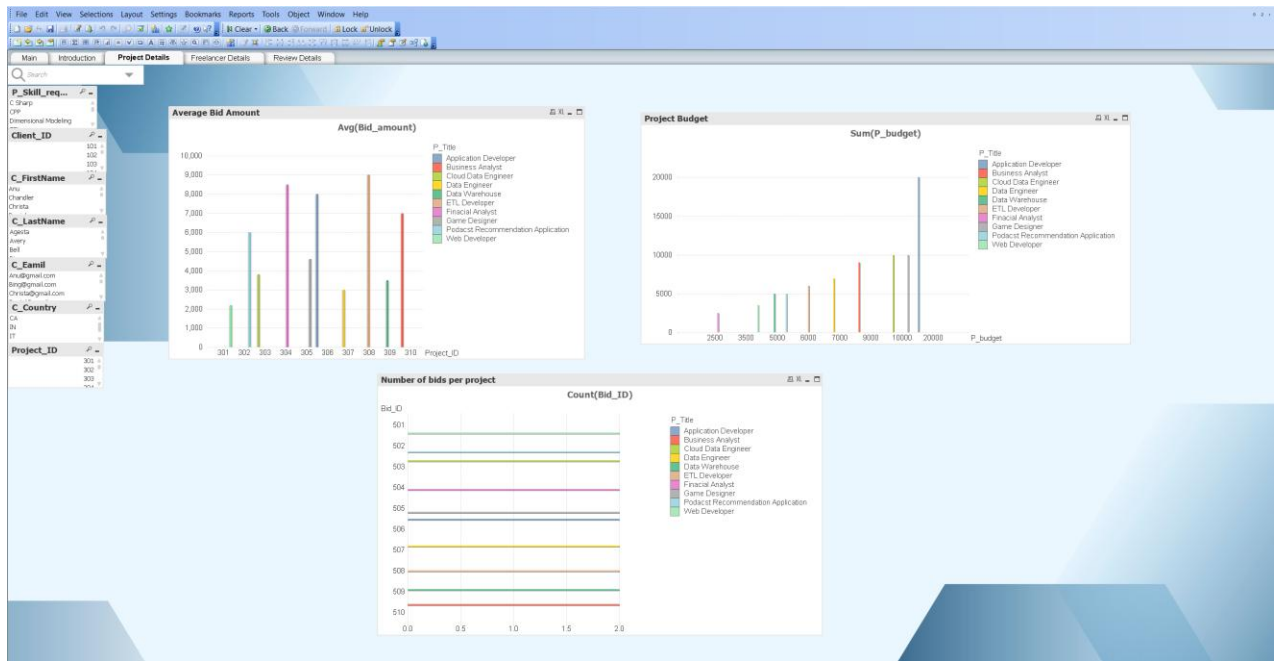 File Edit View Selections Layout Settings Bookmarks Reports Tools Object Window Help
Clear Back Forward Lock Unlock
Main Introduction Project Details Freelancer Details Review Details
Search
P_Skill_req...
C Sharp
CPP
Dimensional Modeling
Client_ID
101
102
103
C_FirstName
Anu
Chandler
Christa
C_LastName
Agasta
Avery
Bell
C_Eamil
Anu@gmail.com
Bing@gmail.com
Christa@gmail.com
C_Country
CA
IN
IT
Project_ID
301
302
303
304
Average Bid Amount
Avg(Bid_amount)
10,000
9,000
8,000
7,000
6,000
5,000
4,000
3,000
2,000
1,000
0
301 302 303 304 305 306 307 308 309 310 Project_ID
P_Title
Application Developer
Business Analyst
Cloud Data Engineer
Data Engineer
Data Warehouse
ETL Developer
Finacial Analyst
Game Designer
Podacst Recommendation Application
Web Developer
Project Budget
Sum(P_budget)
20000
15000
10000
5000
0
2500 3500 5000 6000 7000 9000 10000 20000 P_budget
P_Title
Application Developer
Business Analyst
Cloud Data Engineer
Data Engineer
Data Warehouse
ETL Developer
Finacial Analyst
Game Designer
Podacst Recommendation Application
Web Developer
Number of bids per project
Count(Bid_ID)
Bid_ID
501
502
503
504
505
506
507
508
509
510
0.0 0.5 1.0 1.5 2.0
P_Title
Application Developer
Business Analyst
Cloud Data Engineer
Data Engineer
Data Warehouse
ETL Developer
Finacial Analyst
Game Designer
Podacst Recommendation Application
Web Developer